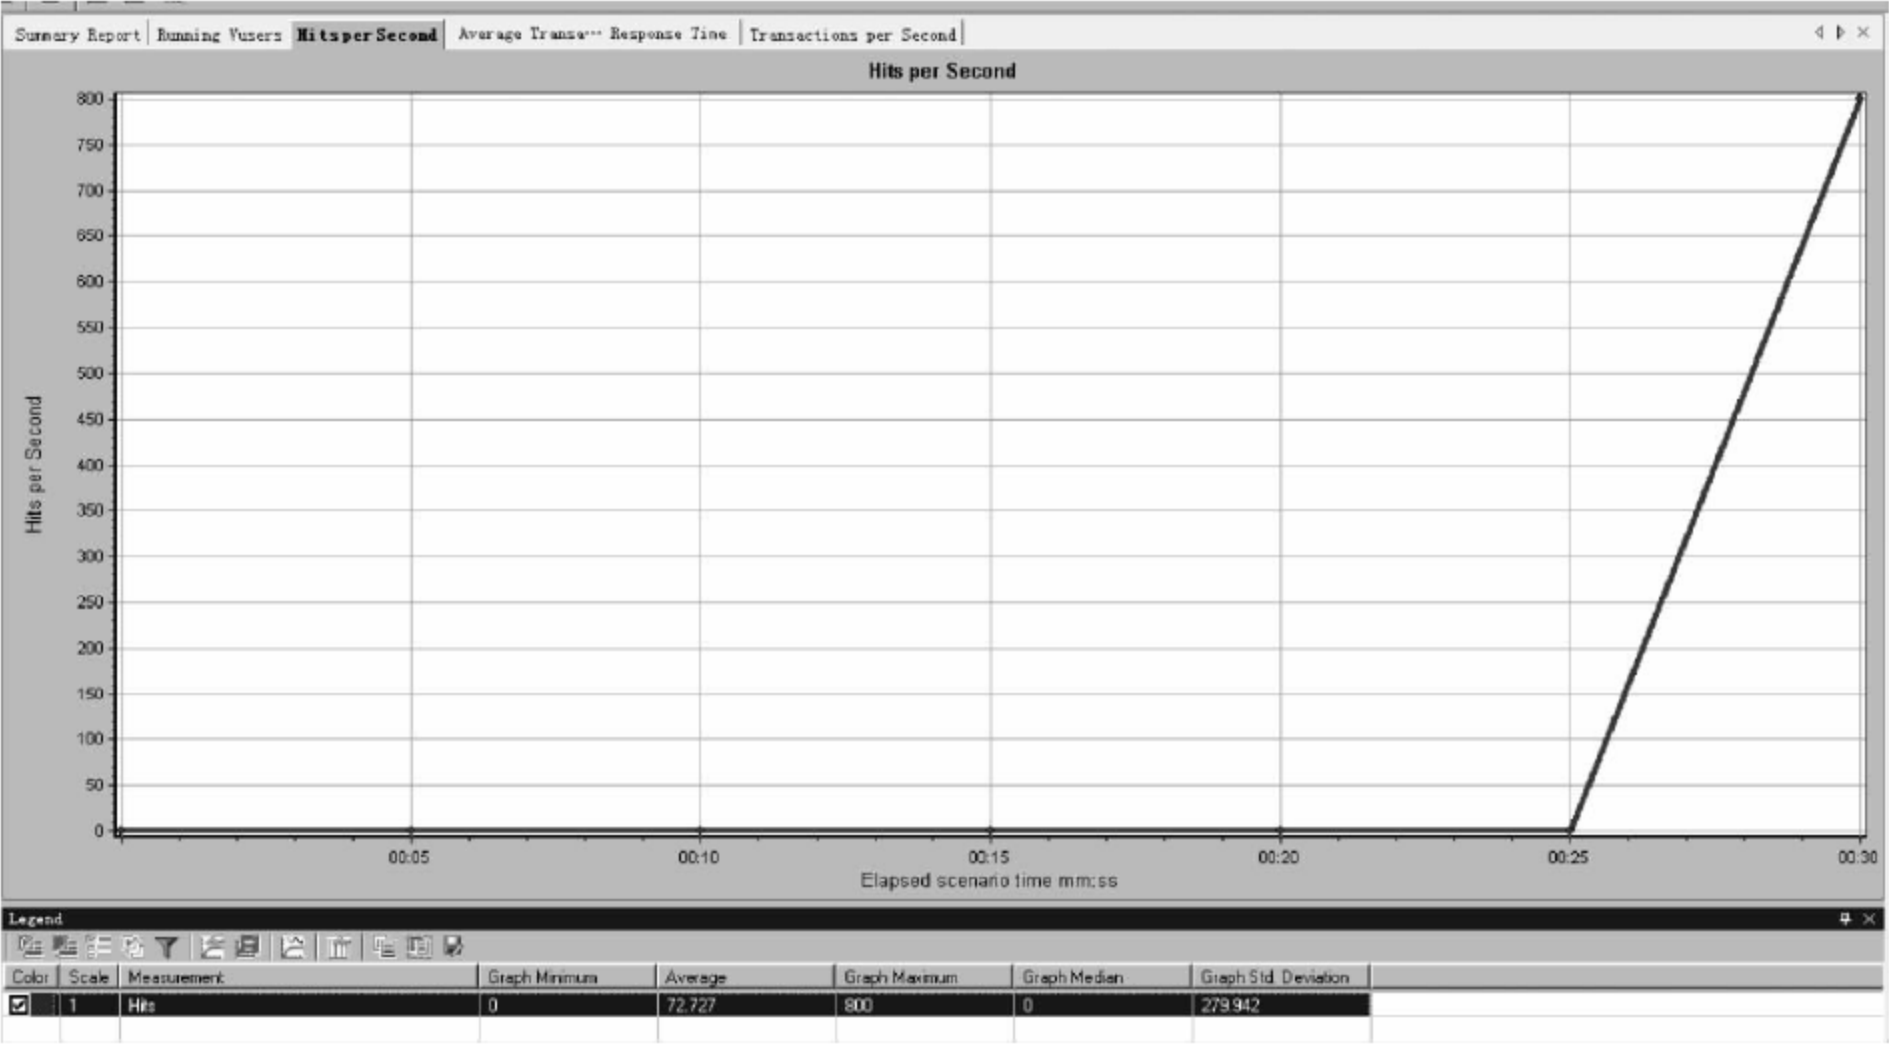 Summary Report Running Vusers Hits per Second Average Transa··· Response Time Transactions per Second
Hits per Second
800
750
700
650
600
550
500
450
400
350
300
250
200
150
100
50
0
Hits per Second
00:05 00:10 00:15 00:20 00:25 00:30
Elapsed scenario time mm:ss
Legend
Color Scale Measurement Graph Minimum Average Graph Maximum Graph Median Graph Std. Deviation
1 Hits 0 72.727 800 0 279.942